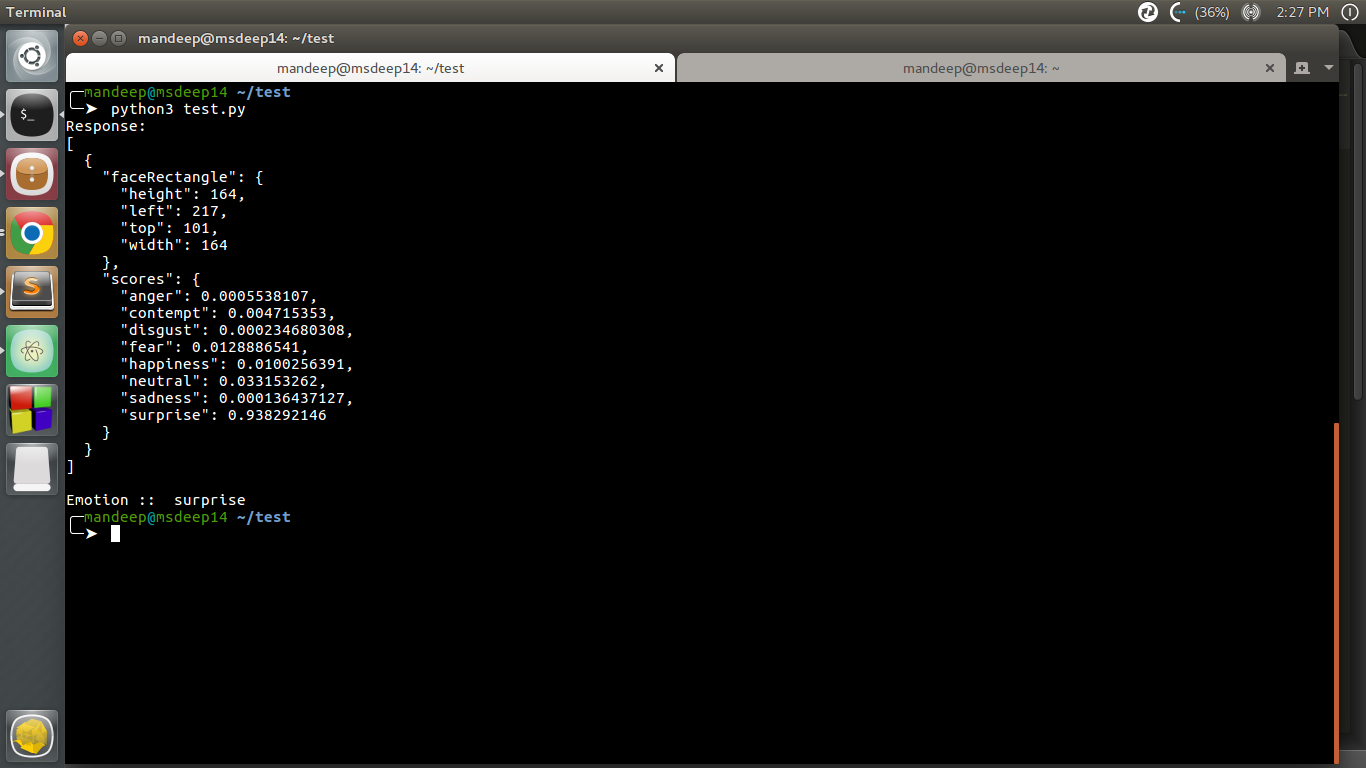 Terminal
(36%)
2:27 PM
mandeep@msdeep14: ~/test
mandeep@msdeep14: ~/test
mandeep@msdeep14: ~
mandeep@msdeep14 ~/test
➤ python3 test.py
Response:
[
  {
    "faceRectangle": {
      "height": 164,
      "left": 217,
      "top": 101,
      "width": 164
    },
    "scores": {
      "anger": 0.0005538107,
      "contempt": 0.004715353,
      "disgust": 0.000234680308,
      "fear": 0.0128886541,
      "happiness": 0.0100256391,
      "neutral": 0.033153262,
      "sadness": 0.000136437127,
      "surprise": 0.938292146
    }
  }
]
Emotion ::  surprise
mandeep@msdeep14 ~/test
➤